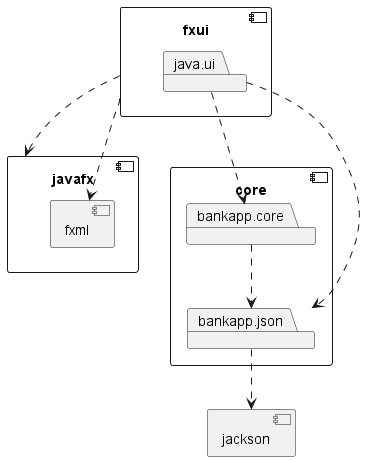 fxui
java.ui
javafx
fxml
core
bankapp.core
bankapp.json
jackson